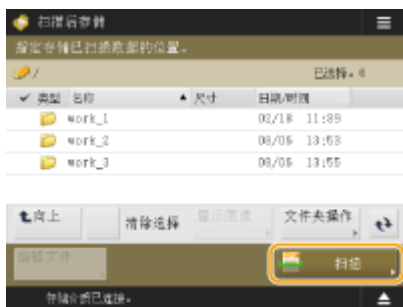 扫描后存储
指定存储已扫描数据的位置。
/ 已选择: 0
类型 名称 ▲ 尺寸 日期/时间
work_1 02/18 11:39
work_2 08/05 13:53
work_3 08/05 13:55
向上 清除选择 显示图像 文件夹操作
编辑文件 扫描
存储介质已连接。